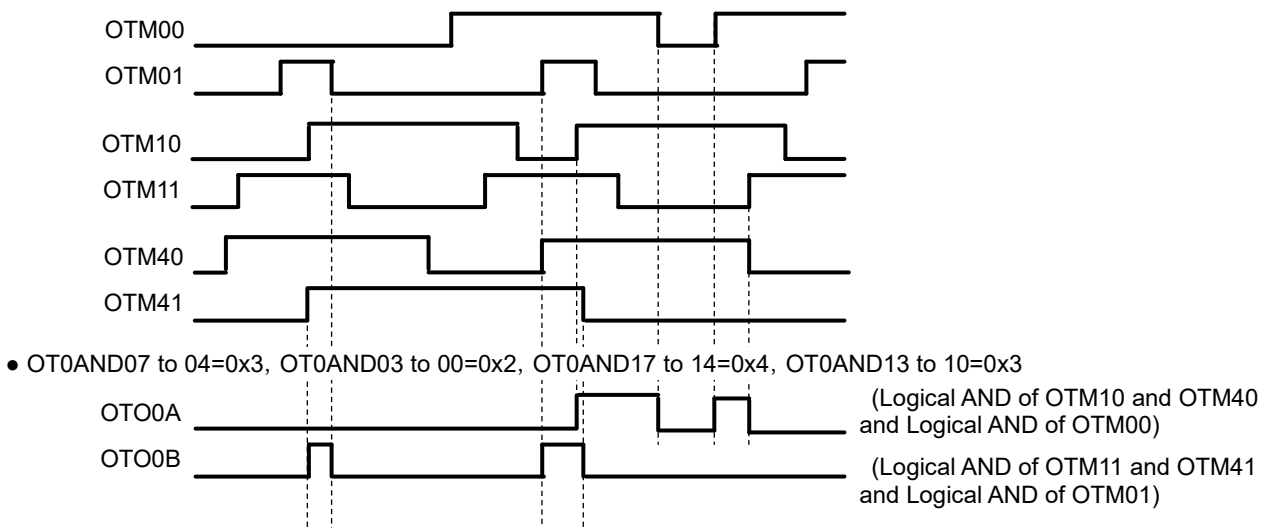 OTM00
OTM01
OTM10
OTM11
OTM40
OTM41
● OT0AND07 to 04=0x3, OT0AND03 to 00=0x2, OT0AND17 to 14=0x4, OT0AND13 to 10=0x3
OTO0A
(Logical AND of OTM10 and OTM40
and Logical AND of OTM00)
OTO0B
(Logical AND of OTM11 and OTM41
and Logical AND of OTM01)